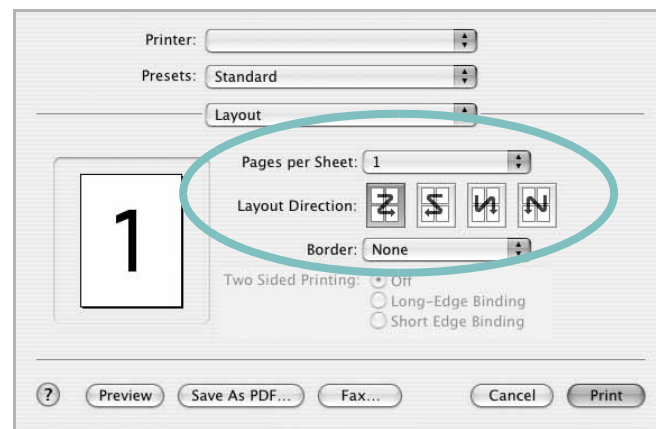 Printer:
Presets: Standard
Layout
Pages per Sheet: 1
Layout Direction:
Border: None
1
Two Sided Printing: Off
Long-Edge Binding
Short Edge Binding
? Preview Save As PDF... Fax... Cancel Print